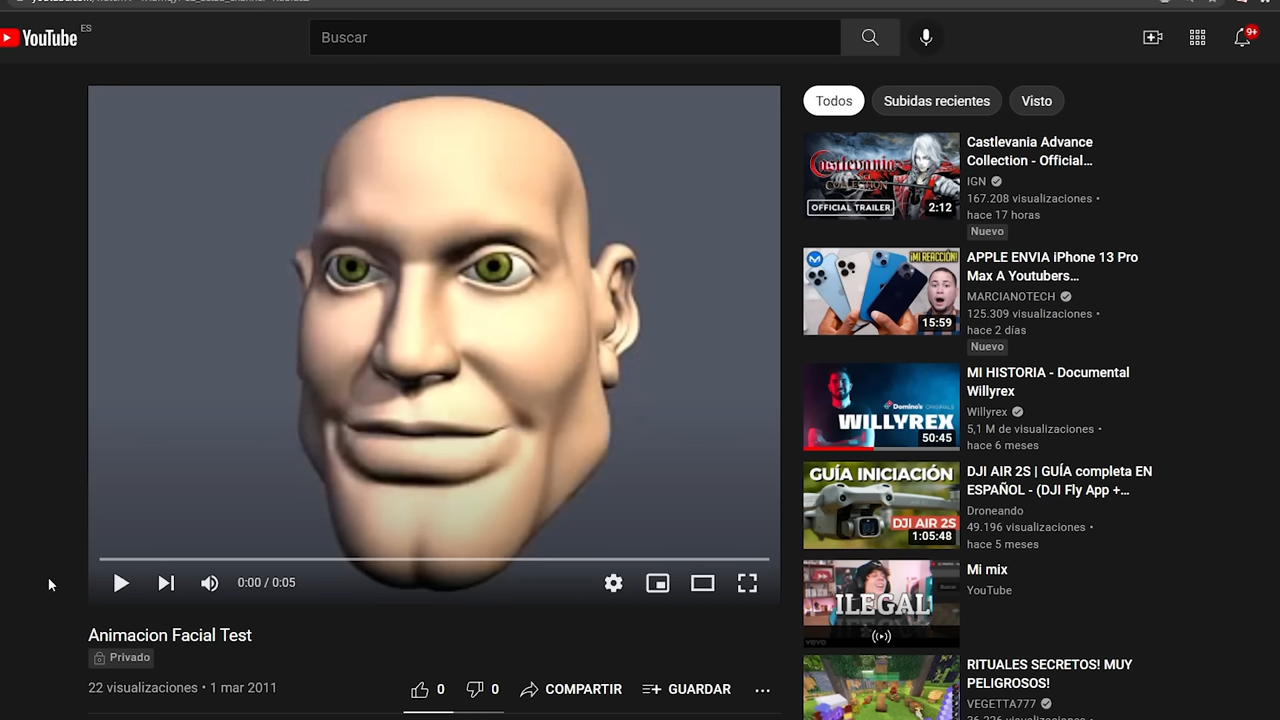 YouTube ES
Buscar
9+
Todos
Subidas recientes
Visto
Castlevania
COLLECTION
OFFICIAL TRAILER
2:12
Castlevania Advance
Collection - Official...
IGN
167.208 visualizaciones •
hace 17 horas
Nuevo
¡MI REACCIÓN!
15:59
APPLE ENVIA iPhone 13 Pro
Max A Youtubers...
MARCIANOTECH
125.309 visualizaciones •
hace 2 días
Nuevo
Domino's ORIGINALS
WILLYREX
50:45
MI HISTORIA - Documental
Willyrex
Willyrex
5,1 M de visualizaciones •
hace 6 meses
GUÍA INICIACIÓN
DJI AIR 2S
1:05:48
DJI AIR 2S | GUÍA completa EN
ESPAÑOL - (DJI Fly App +...
Droneando
49.196 visualizaciones •
hace 5 meses
ILEGAL
vevo
Mi mix
YouTube
RITUALES SECRETOS! MUY
PELIGROSOS!
VEGETTA777
0:00 / 0:05
Animacion Facial Test
Privado
22 visualizaciones • 1 mar 2011
0
0
COMPARTIR
GUARDAR